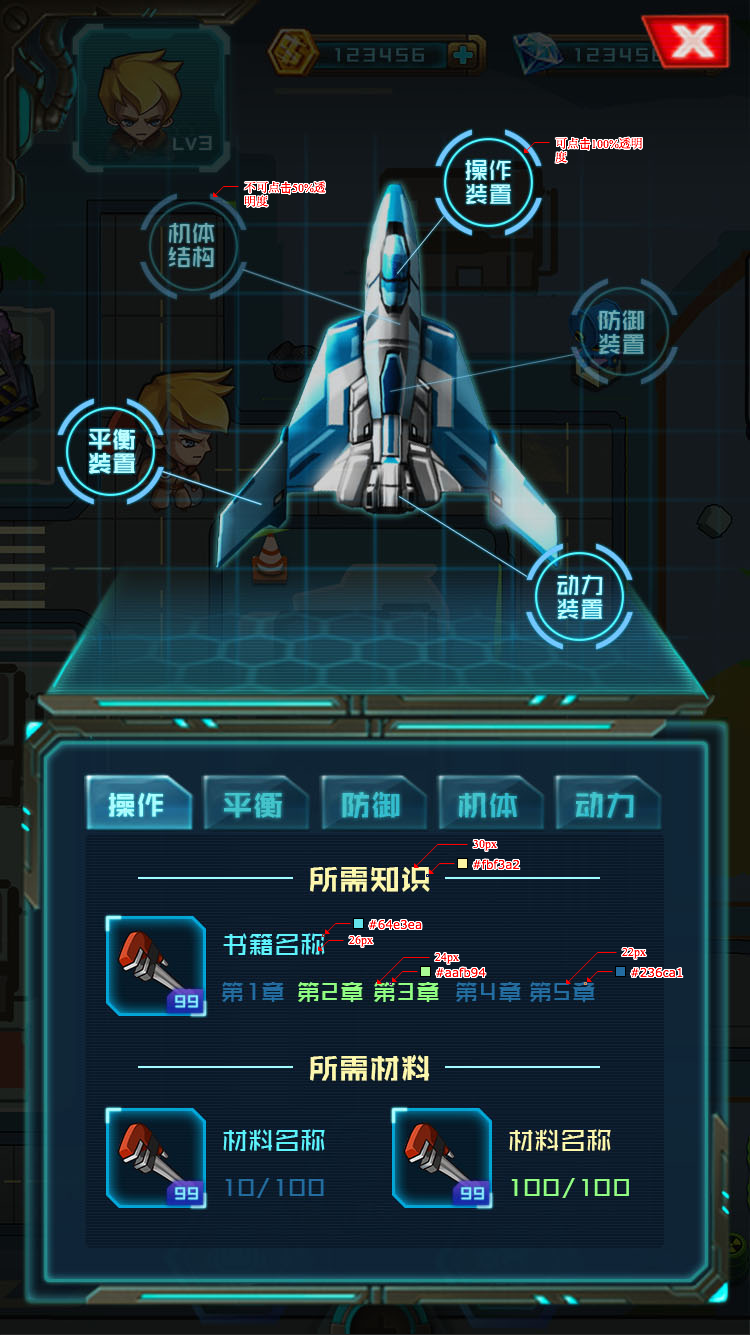 123456
123456
LV3
操作
装置
可点击100%透明
度
不可点击50%透
明度
机体
结构
防御
装置
平衡
装置
动力
装置
操作
平衡
防御
机体
动力
30px
#fbf3a2
所需知识
#64e3ea
书籍名称
26px
24px
#aafb94
22px
#236ca1
99
第1章 第2章 第3章 第4章 第5章
所需材料
材料名称
99
10/100
材料名称
99
100/100